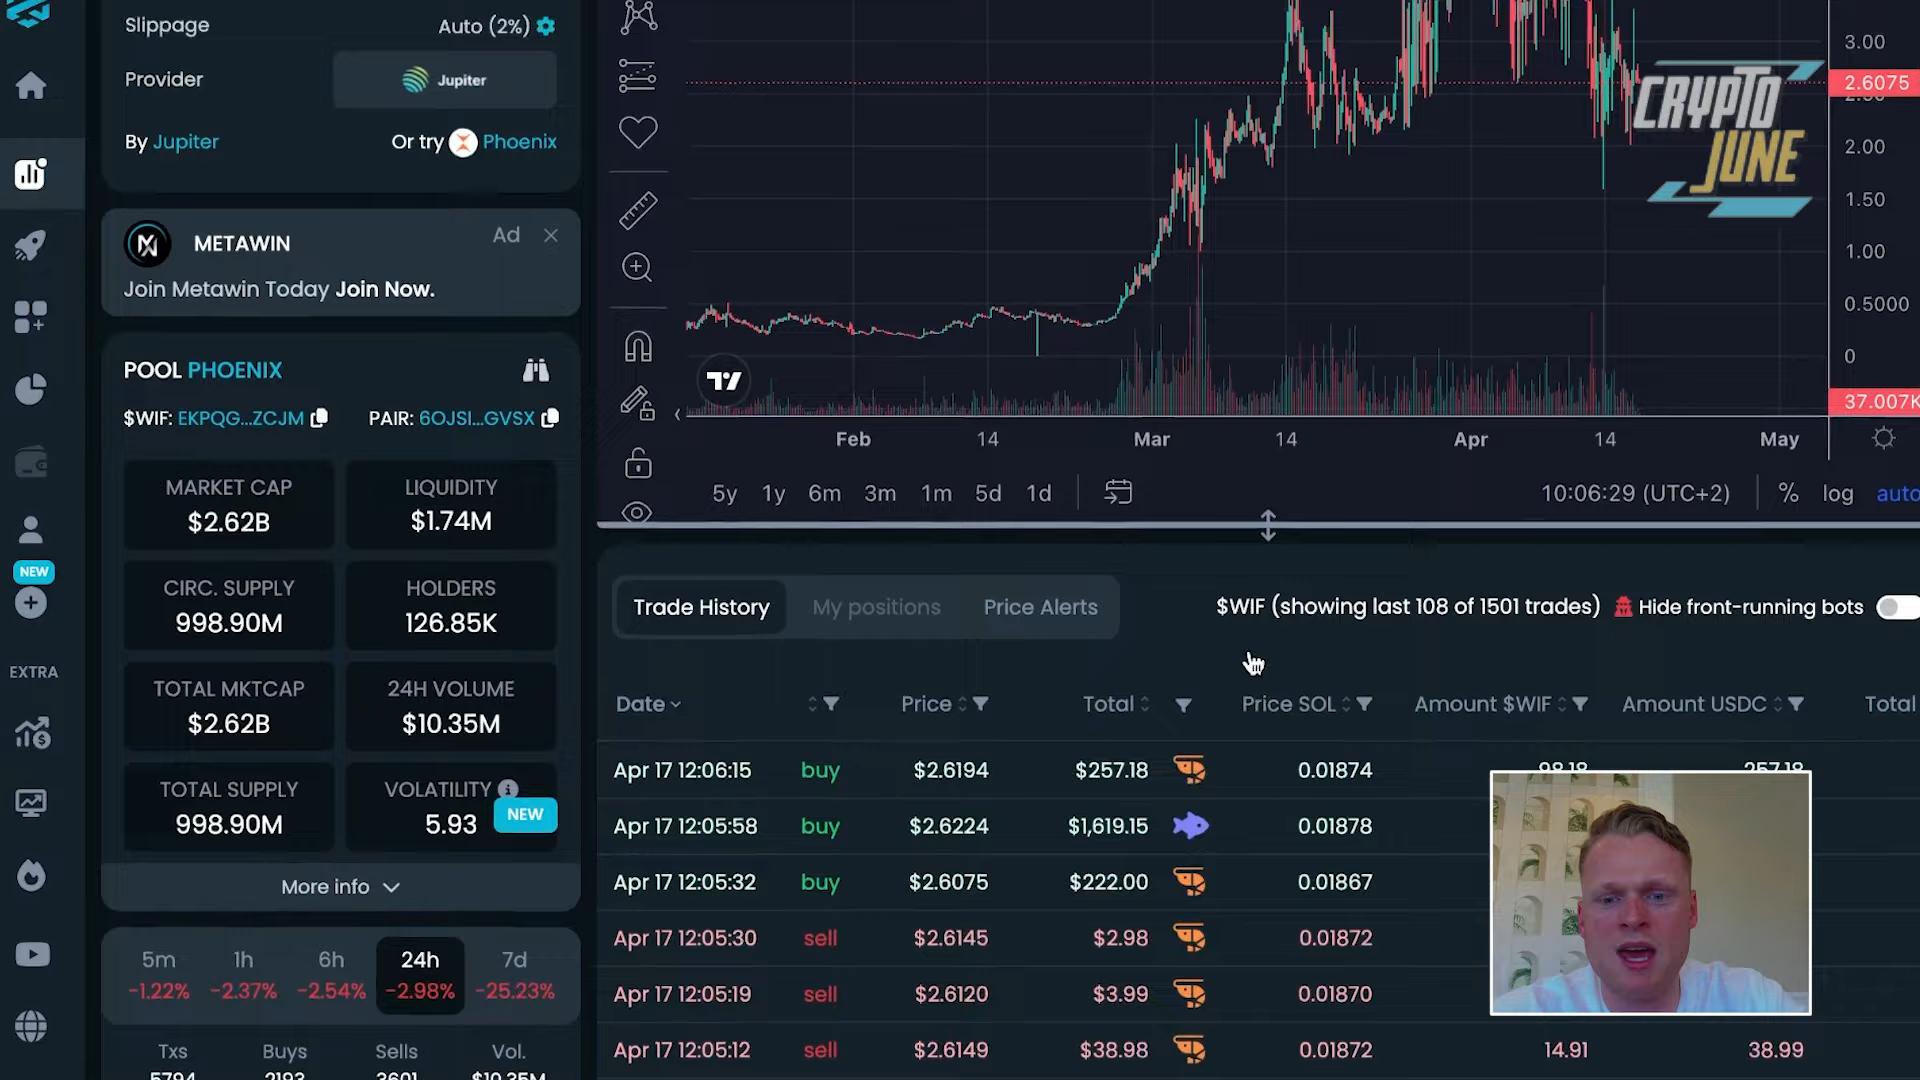 Slippage
Auto (2%)
Provider
Jupiter
By Jupiter
Or try Phoenix
METAWIN
Ad
Join Metawin Today Join Now.
POOL PHOENIX
$WIF: EKPQG...ZCJM
PAIR: 6OJSI...GVSX
MARKET CAP
$2.62B
LIQUIDITY
$1.74M
CIRC. SUPPLY
998.90M
HOLDERS
126.85K
TOTAL MKTCAP
$2.62B
24H VOLUME
$10.35M
TOTAL SUPPLY
998.90M
VOLATILITY
5.93
NEW
More info
5m 1h 6h 24h 7d
-1.22% -2.37% -2.54% -2.98% -25.23%
Txs Buys Sells Vol.
5794 2193 3601 $10.35M
NEW
EXTRA
3.00
2.6075
2.00
1.50
1.00
0.5000
0
37.007K
CRYPTO
JUNE
Feb 14 Mar 14 Apr 14 May
5y 1y 6m 3m 1m 5d 1d
10:06:29 (UTC+2)
% log auto
Trade History My positions Price Alerts
$WIF (showing last 108 of 1501 trades)
Hide front-running bots
Date Price Total Price SOL Amount $WIF Amount USDC Total
Apr 17 12:06:15 buy $2.6194 $257.18 0.01874 98.18 257.18
Apr 17 12:05:58 buy $2.6224 $1,619.15 0.01878
Apr 17 12:05:32 buy $2.6075 $222.00 0.01867
Apr 17 12:05:30 sell $2.6145 $2.98 0.01872
Apr 17 12:05:19 sell $2.6120 $3.99 0.01870
Apr 17 12:05:12 sell $2.6149 $38.98 0.01872 14.91 38.99